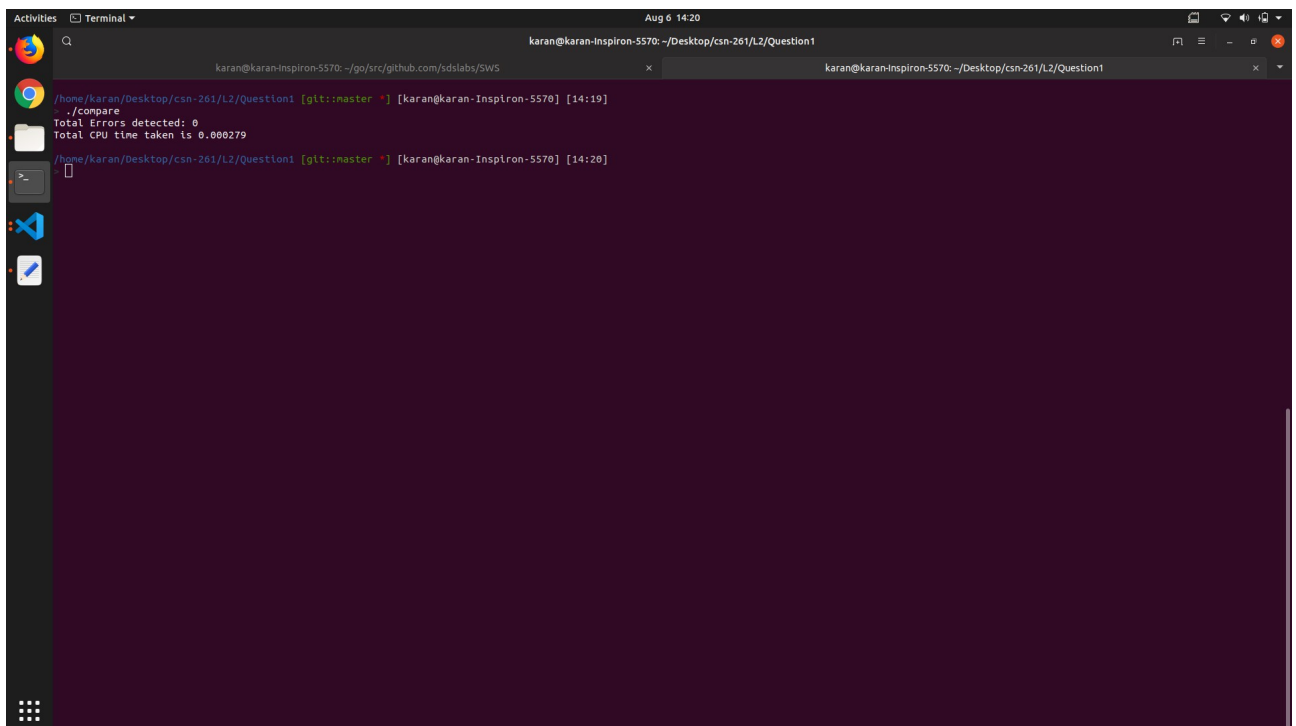 Activities Terminal Aug 6 14:20
karan@karan-Inspiron-5570: ~/Desktop/csn-261/L2/Question1
karan@karan-Inspiron-5570: ~/go/src/github.com/sdslabs/SWS
karan@karan-Inspiron-5570: ~/Desktop/csn-261/L2/Question1
/home/karan/Desktop/csn-261/L2/Question1 [git::master *] [karan@karan-Inspiron-5570] [14:19]
> ./compare
Total Errors detected: 0
Total CPU time taken is 0.000279
/home/karan/Desktop/csn-261/L2/Question1 [git::master *] [karan@karan-Inspiron-5570] [14:20]
>